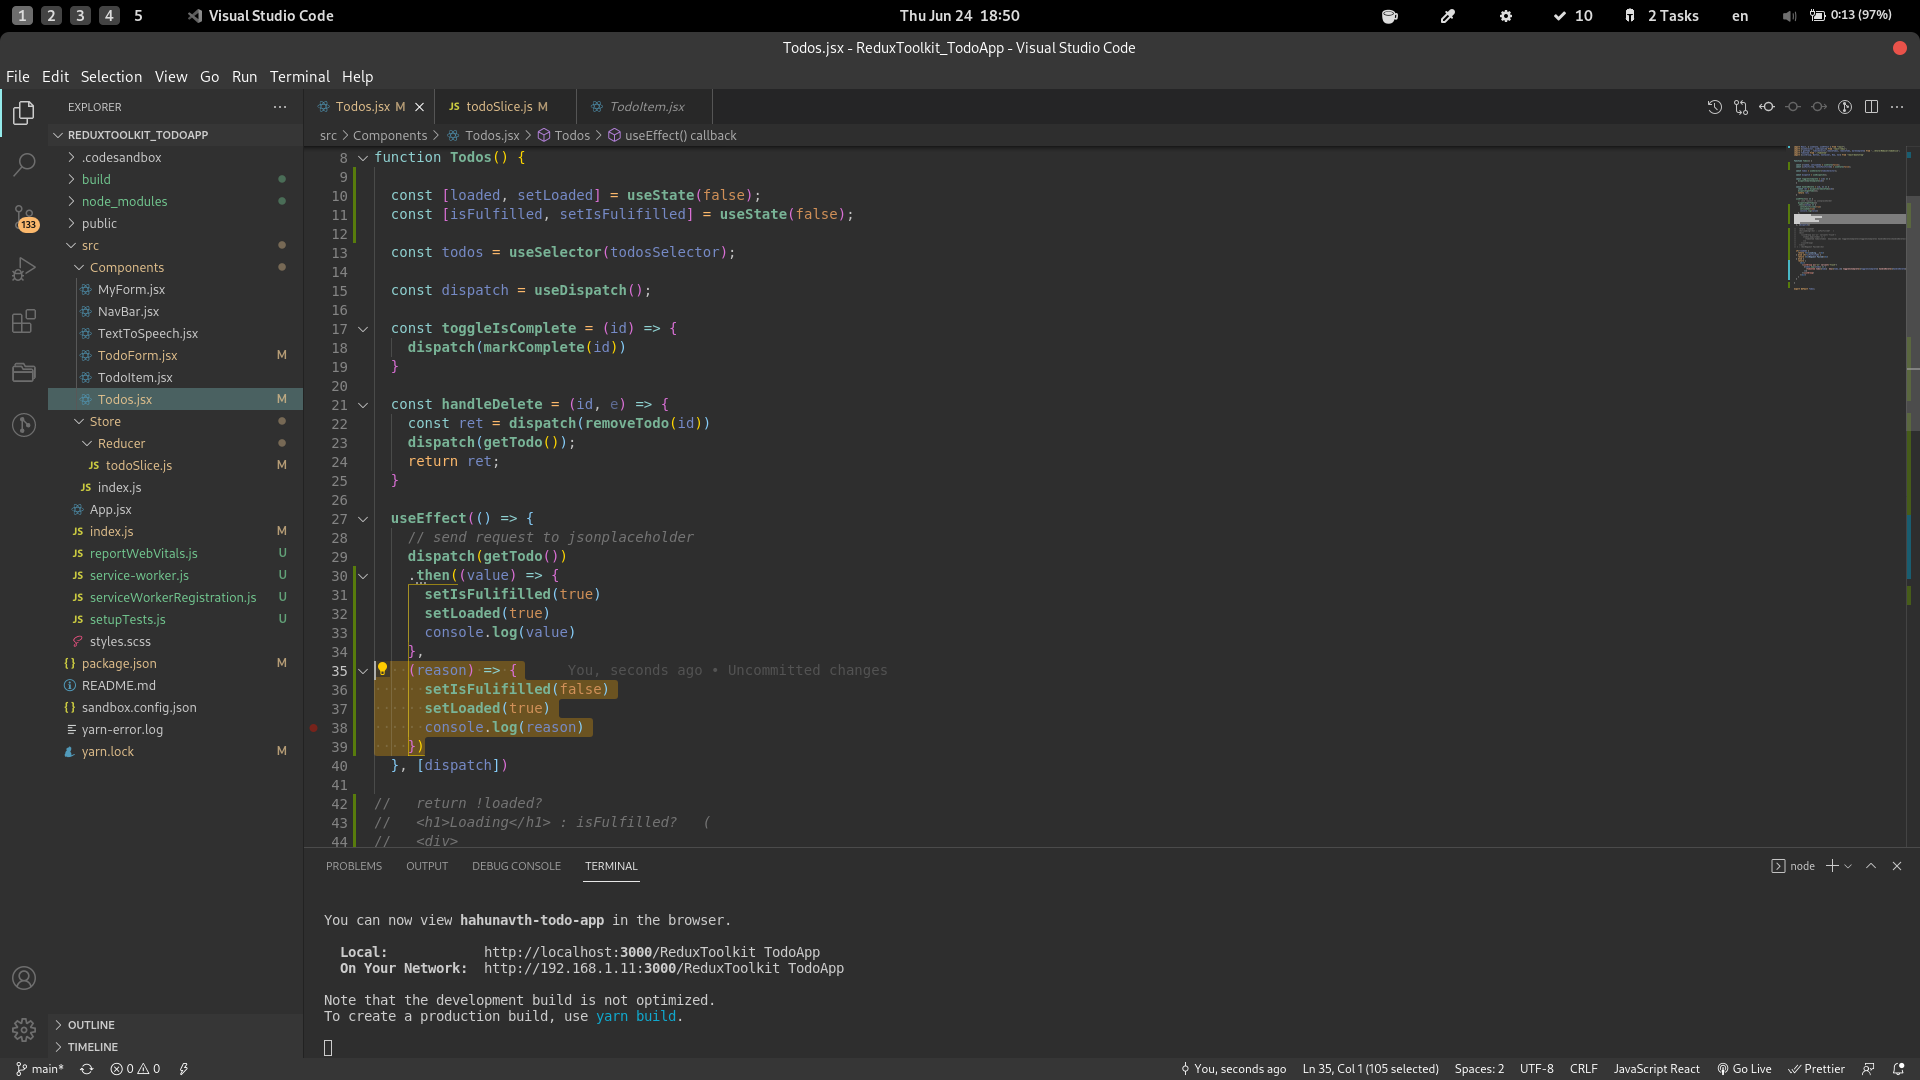 1 2 3 4 5 Visual Studio Code Thu Jun 24 18:50 10 2 Tasks en 0:13 (97%)
Todos.jsx - ReduxToolkit_TodoApp - Visual Studio Code
File Edit Selection View Go Run Terminal Help
EXPLORER
REDUXTOOLKIT_TODOAPP
.codesandbox
build
node_modules
public
133
src
Components
MyForm.jsx
NavBar.jsx
TextToSpeech.jsx
TodoForm.jsx M
TodoItem.jsx
Todos.jsx M
Store
Reducer
JS todoSlice.js M
JS index.js
App.jsx
JS index.js M
JS reportWebVitals.js U
JS service-worker.js U
JS serviceWorkerRegistration.js U
JS setupTests.js U
styles.scss
{} package.json M
README.md
{} sandbox.config.json
yarn-error.log
yarn.lock M
OUTLINE
TIMELINE
Todos.jsx M JS todoSlice.js M TodoItem.jsx
src > Components > Todos.jsx > Todos > useEffect() callback
8 function Todos() {
9
10 const [loaded, setLoaded] = useState(false);
11 const [isFulfilled, setIsFulifilled] = useState(false);
12
13 const todos = useSelector(todosSelector);
14
15 const dispatch = useDispatch();
16
17 const toggleIsComplete = (id) => {
18 dispatch(markComplete(id))
19 }
20
21 const handleDelete = (id, e) => {
22 const ret = dispatch(removeTodo(id))
23 dispatch(getTodo());
24 return ret;
25 }
26
27 useEffect(() => {
28 // send request to jsonplaceholder
29 dispatch(getTodo())
30 .then((value) => {
31 setIsFulifilled(true)
32 setLoaded(true)
33 console.log(value)
34 },
35 (reason) => { You, seconds ago • Uncommitted changes
36 setIsFulifilled(false)
37 setLoaded(true)
38 console.log(reason)
39 })
40 }, [dispatch])
41
42 // return !loaded?
43 // <h1>Loading</h1> : isFulfilled? (
44 // <div>
PROBLEMS OUTPUT DEBUG CONSOLE TERMINAL node
You can now view hahunavth-todo-app in the browser.
Local: http://localhost:3000/ReduxToolkit TodoApp
On Your Network: http://192.168.1.11:3000/ReduxToolkit TodoApp
Note that the development build is not optimized.
To create a production build, use yarn build.
main* 0 0 You, seconds ago Ln 35, Col 1 (105 selected) Spaces: 2 UTF-8 CRLF JavaScript React Go Live Prettier